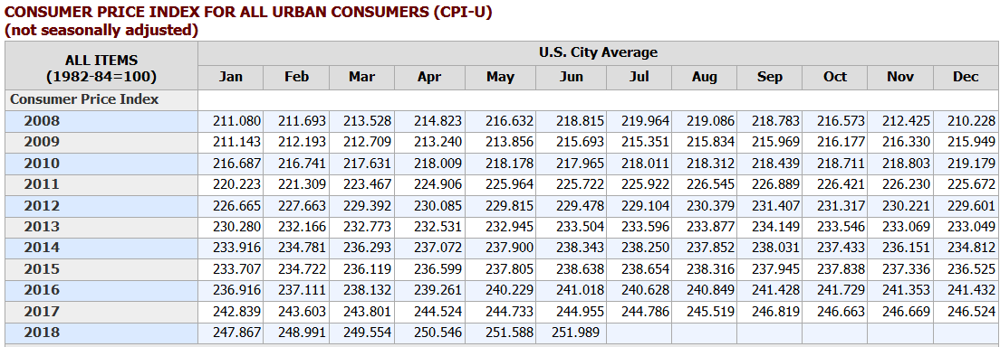 CONSUMER PRICE INDEX FOR ALL URBAN CONSUMERS (CPI-U)
(not seasonally adjusted)
ALL ITEMS
(1982-84=100)
U.S. City Average
Jan Feb Mar Apr May Jun Jul Aug Sep Oct Nov Dec
Consumer Price Index
2008 211.080 211.693 213.528 214.823 216.632 218.815 219.964 219.086 218.783 216.573 212.425 210.228
2009 211.143 212.193 212.709 213.240 213.856 215.693 215.351 215.834 215.969 216.177 216.330 215.949
2010 216.687 216.741 217.631 218.009 218.178 217.965 218.011 218.312 218.439 218.711 218.803 219.179
2011 220.223 221.309 223.467 224.906 225.964 225.722 225.922 226.545 226.889 226.421 226.230 225.672
2012 226.665 227.663 229.392 230.085 229.815 229.478 229.104 230.379 231.407 231.317 230.221 229.601
2013 230.280 232.166 232.773 232.531 232.945 233.504 233.596 233.877 234.149 233.546 233.069 233.049
2014 233.916 234.781 236.293 237.072 237.900 238.343 238.250 237.852 238.031 237.433 236.151 234.812
2015 233.707 234.722 236.119 236.599 237.805 238.638 238.654 238.316 237.945 237.838 237.336 236.525
2016 236.916 237.111 238.132 239.261 240.229 241.018 240.628 240.849 241.428 241.729 241.353 241.432
2017 242.839 243.603 243.801 244.524 244.733 244.955 244.786 245.519 246.819 246.663 246.669 246.524
2018 247.867 248.991 249.554 250.546 251.588 251.989